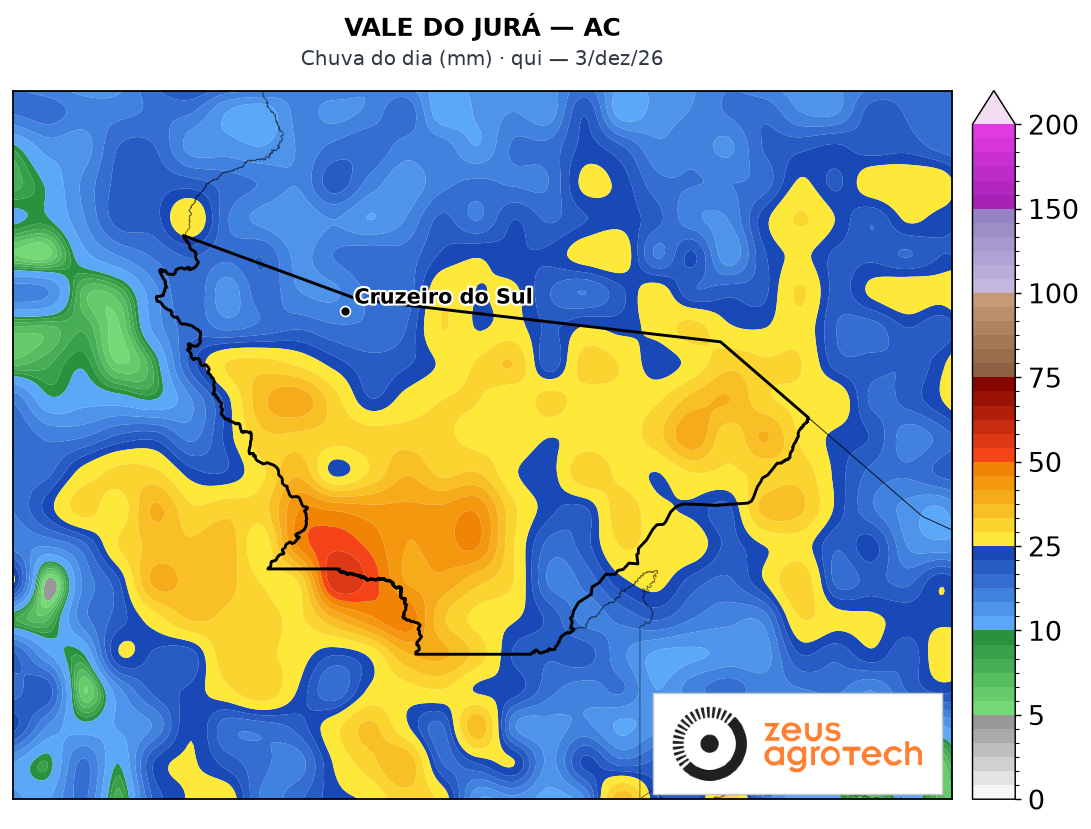 VALE DO JURÁ — AC
Chuva do dia (mm) · qui — 3/dez/26
Cruzeiro do Sul
200
150
100
75
50
25
10
5
0
zeus
agrotech